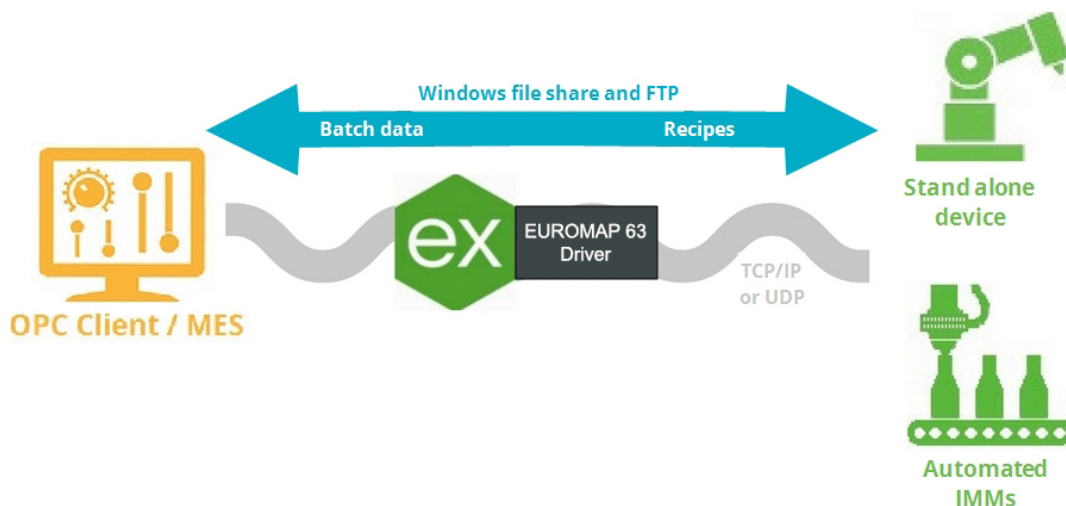 Windows file share and FTP
Batch data
Recipes
ex
EUROMAP 63
Driver
TCP/IP
or UDP
OPC Client / MES
Stand alone
device
Automated
IMMs